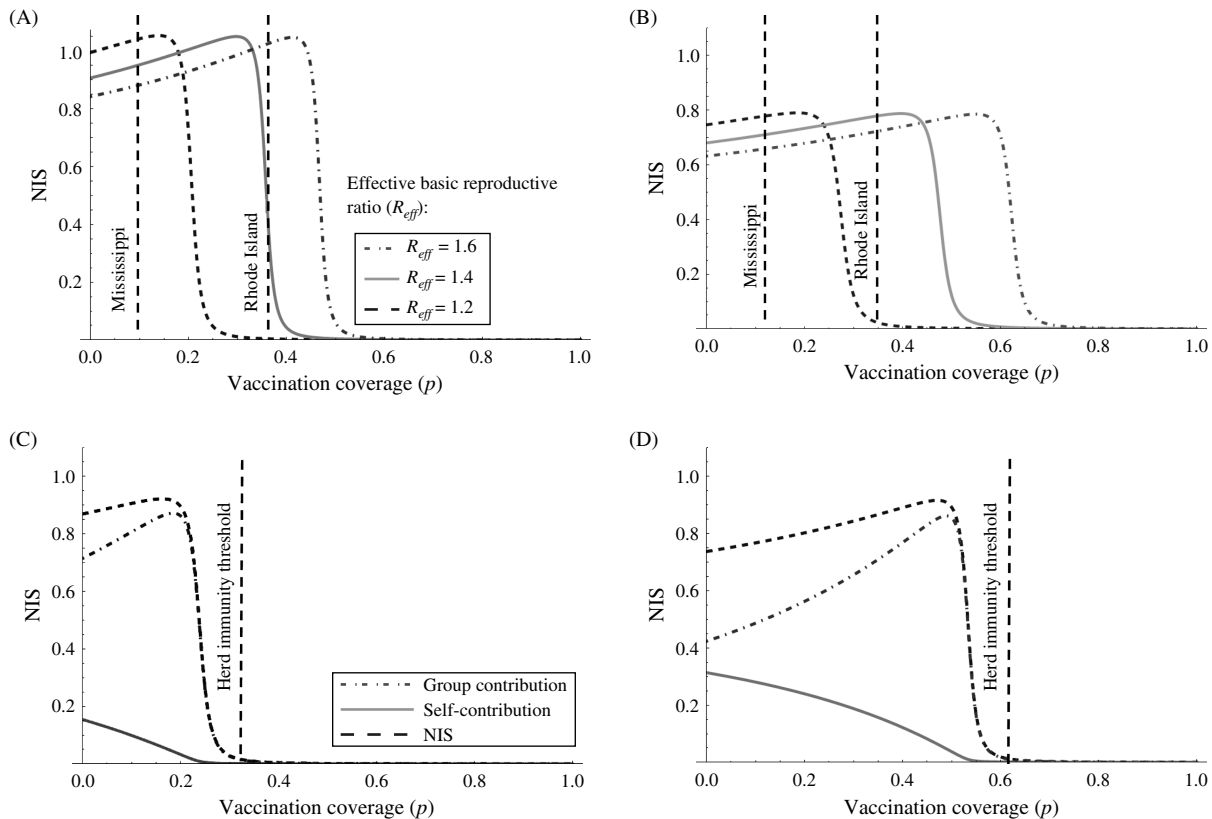 (A)
1.0
0.8
0.6
0.4
0.2
NIS
Mississippi
Rhode Island
Effective basic reproductive
ratio (R_eff):
R_eff = 1.6
R_eff = 1.4
R_eff = 1.2
0.0 0.2 0.4 0.6 0.8 1.0
Vaccination coverage (p)
(B)
1.0
0.8
0.6
0.4
0.2
NIS
Mississippi
Rhode Island
0.0 0.2 0.4 0.6 0.8 1.0
Vaccination coverage (p)
(C)
1.0
0.8
0.6
0.4
0.2
NIS
Herd immunity threshold
Group contribution
Self-contribution
NIS
0.0 0.2 0.4 0.6 0.8 1.0
Vaccination coverage (p)
(D)
1.0
0.8
0.6
0.4
0.2
NIS
Herd immunity threshold
0.0 0.2 0.4 0.6 0.8 1.0
Vaccination coverage (p)